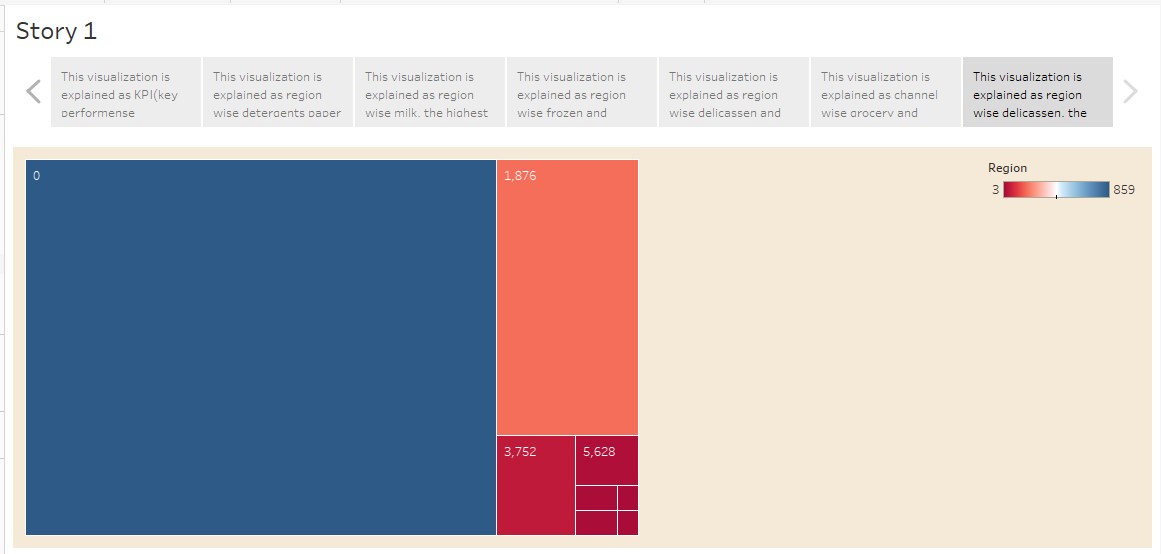 Story 1
This visualization is
explained as KPI(key
performense
This visualization is
explained as region
wise detergents paper
This visualization is
explained as region
wise milk, the highest
This visualization is
explained as region
wise frozen and
This visualization is
explained as region
wise delicassen and
This visualization is
explained as channel
wise grocery and
This visualization is
explained as region
wise delicassen, the
0
1,876
3,752
5,628
Region
3
859